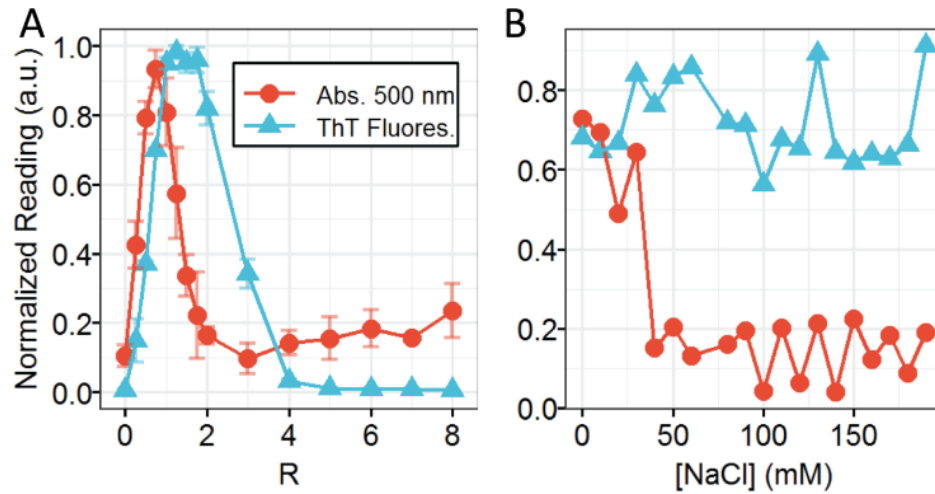 A
Normalized Reading (a.u.)
1.0
0.8
0.6
0.4
0.2
0.0
Abs. 500 nm
ThT Fluores.
0 2 4 6 8
R
B
0.8
0.6
0.4
0.2
0.0
0 50 100 150
[NaCl] (mM)